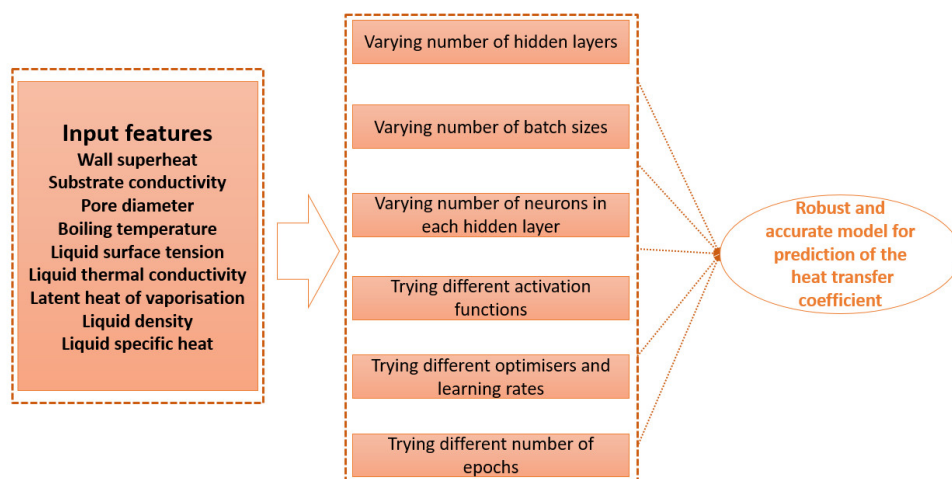 Input features
Wall superheat
Substrate conductivity
Pore diameter
Boiling temperature
Liquid surface tension
Liquid thermal conductivity
Latent heat of vaporisation
Liquid density
Liquid specific heat
Varying number of hidden layers
Varying number of batch sizes
Varying number of neurons in
each hidden layer
Trying different activation
functions
Trying different optimisers and
learning rates
Trying different number of
epochs
Robust and
accurate model for
prediction of the
heat transfer
coefficient